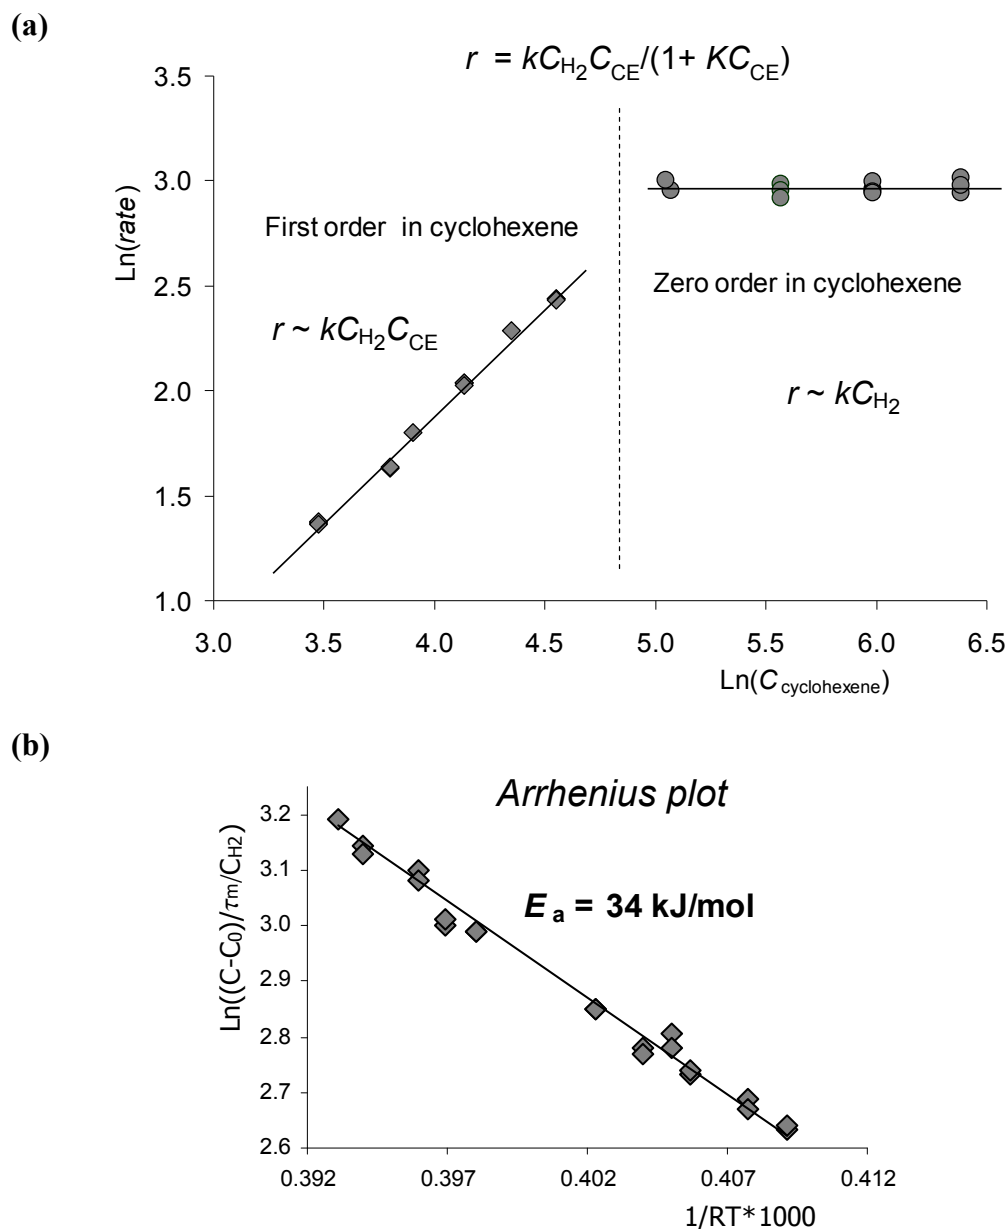 (a)
r = kC_H2C_CE/(1+ KC_CE)
3.5
3.0
2.5
2.0
1.5
1.0
Ln(rate)
First order in cyclohexene
r ~ kC_H2C_CE
Zero order in cyclohexene
r ~ kC_H2
3.0 3.5 4.0 4.5 5.0 5.5 6.0 6.5
Ln(C_cyclohexene)
(b)
Arrhenius plot
E_a = 34 kJ/mol
3.2
3.1
3.0
2.9
2.8
2.7
2.6
Ln((C-C0)/τm/CH2)
0.392 0.397 0.402 0.407 0.412
1/RT*1000